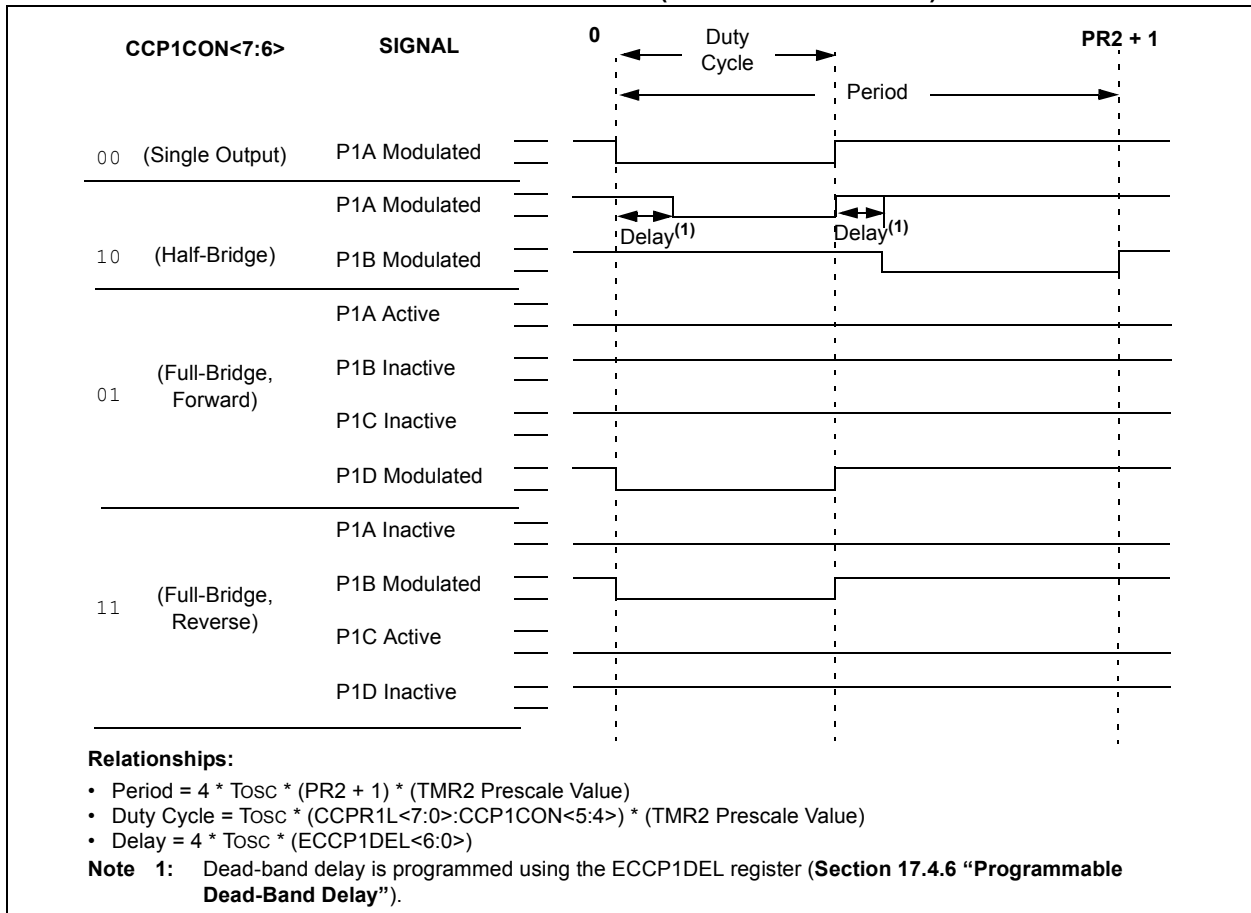 CCP1CON<7:6> SIGNAL 0 Duty Cycle PR2 + 1
Period
00 (Single Output) P1A Modulated
P1A Modulated
Delay(1) Delay(1)
10 (Half-Bridge) P1B Modulated
P1A Active
P1B Inactive
01 (Full-Bridge, Forward)
P1C Inactive
P1D Modulated
P1A Inactive
P1B Modulated
11 (Full-Bridge, Reverse)
P1C Active
P1D Inactive
Relationships:
• Period = 4 * TOSC * (PR2 + 1) * (TMR2 Prescale Value)
• Duty Cycle = TOSC * (CCPR1L<7:0>:CCP1CON<5:4>) * (TMR2 Prescale Value)
• Delay = 4 * TOSC * (ECCP1DEL<6:0>)
Note 1: Dead-band delay is programmed using the ECCP1DEL register (Section 17.4.6 “Programmable
Dead-Band Delay”).